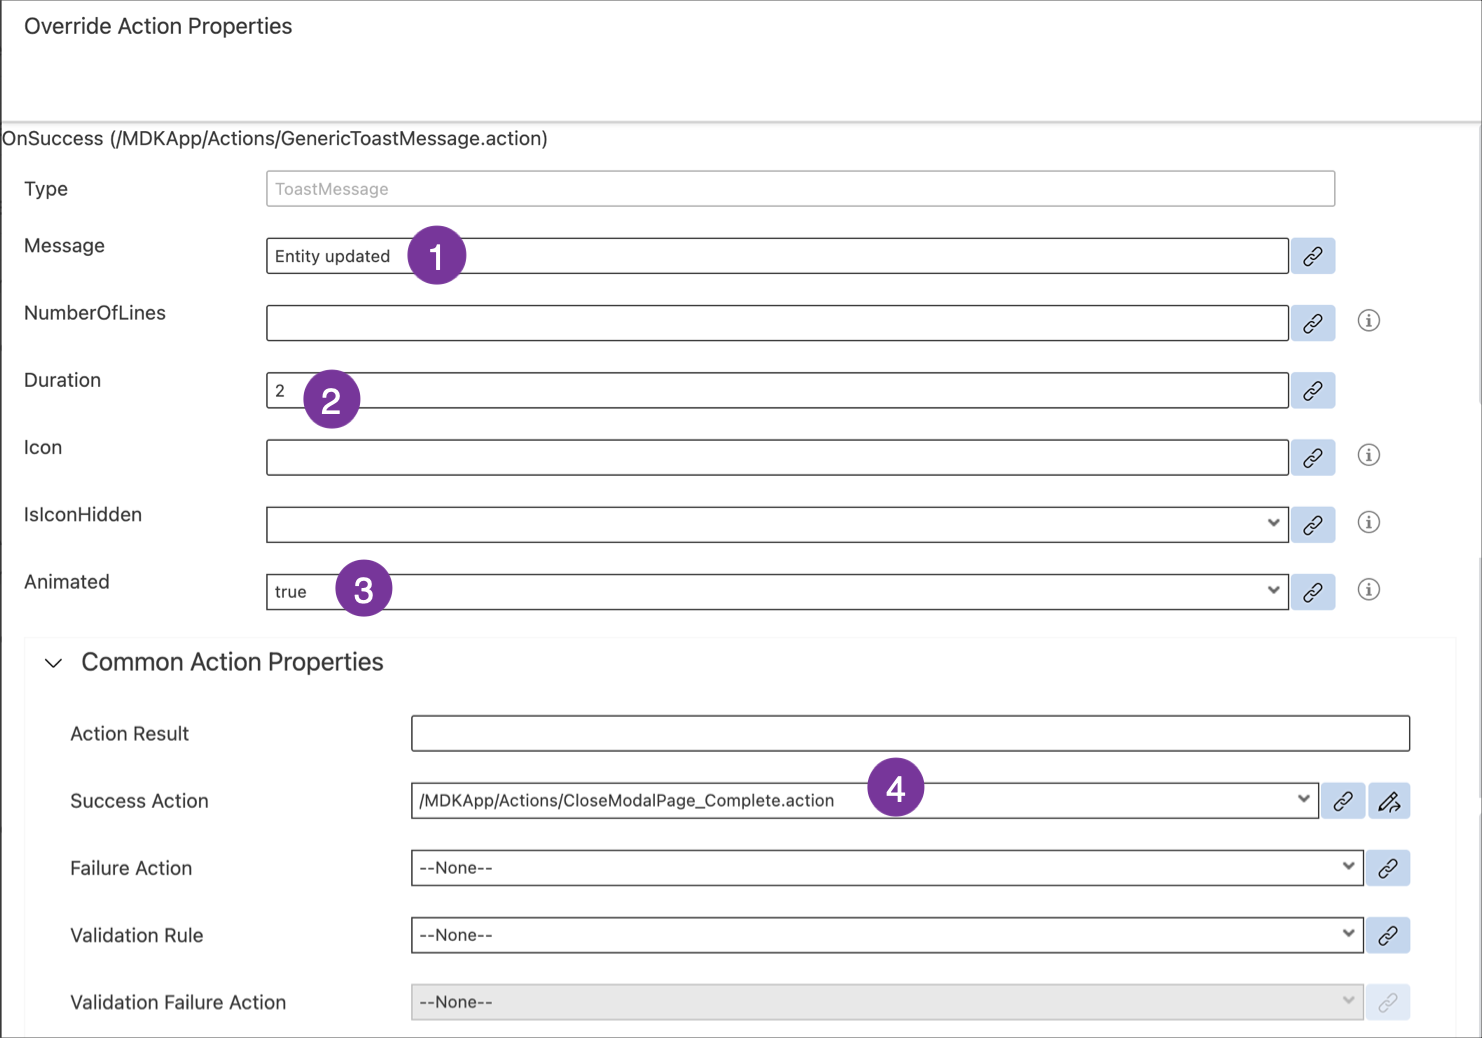 Override Action Properties
OnSuccess (/MDKApp/Actions/GenericToastMessage.action)
Type ToastMessage
Message Entity updated 1
NumberOfLines
Duration 2 2
Icon
IsIconHidden
Animated true 3
Common Action Properties
Action Result
Success Action /MDKApp/Actions/CloseModalPage_Complete.action 4
Failure Action --None--
Validation Rule --None--
Validation Failure Action --None--